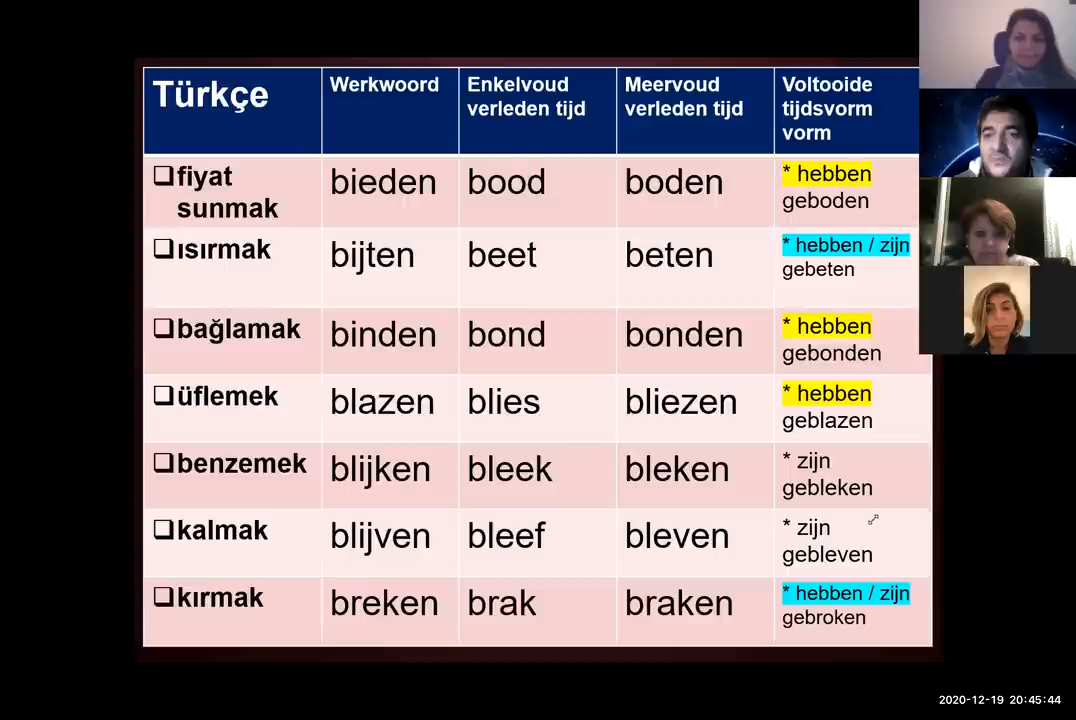 Türkçe
Werkwoord
Enkelvoud
verleden tijd
Meervoud
verleden tijd
Voltooide
tijdsvorm
vorm
❑fiyat
sunmak
bieden
bood
boden
* hebben
geboden
❑ısırmak
bijten
beet
beten
* hebben / zijn
gebeten
❑bağlamak
binden
bond
bonden
* hebben
gebonden
❑üflemek
blazen
blies
bliezen
* hebben
geblazen
❑benzemek
blijken
bleek
bleken
* zijn
gebleken
❑kalmak
blijven
bleef
bleven
* zijn
gebleven
❑kırmak
breken
brak
braken
* hebben / zijn
gebroken
2020-12-19 20:45:44